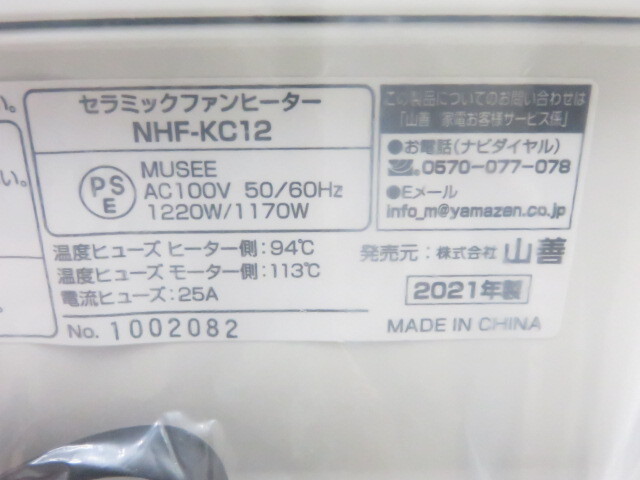 い。
い。
セラミックファンヒーター
NHF-KC12
PS
E
MUSEE
AC100V 50/60Hz
1220W/1170W
温度ヒューズ ヒーター側:94℃
温度ヒューズ モーター側:113℃
電流ヒューズ:25A
No. 1002082
この製品についてのお問い合わせは
「山善 家電お客様サービス係」
●お電話(ナビダイヤル)
0570-077-078
●Eメール
info_m@yamazen.co.jp
発売元:株式会社 山善
2021年製
MADE IN CHINA